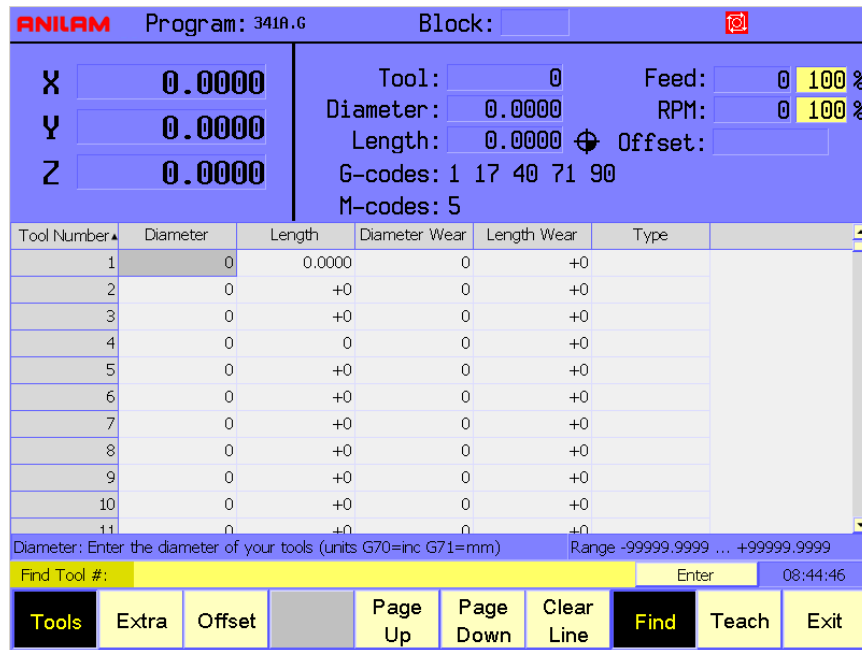 ANILAM Program: 341A.G Block:
X 0.0000
Y 0.0000
Z 0.0000
Tool: 0 Feed: 0 100 %
Diameter: 0.0000 RPM: 0 100 %
Length: 0.0000 Offset:
G-codes: 1 17 40 71 90
M-codes: 5
Tool Number Diameter Length Diameter Wear Length Wear Type
1 0 0.0000 0 +0
2 0 +0 0 +0
3 0 +0 0 +0
4 0 0 0 +0
5 0 +0 0 +0
6 0 +0 0 +0
7 0 +0 0 +0
8 0 +0 0 +0
9 0 +0 0 +0
10 0 +0 0 +0
11 0 +0 0 +0
Diameter: Enter the diameter of your tools (units G70=inc G71=mm) Range -99999.9999 ... +99999.9999
Find Tool #: Enter 08:44:46
Tools Extra Offset Page Up Page Down Clear Line Find Teach Exit